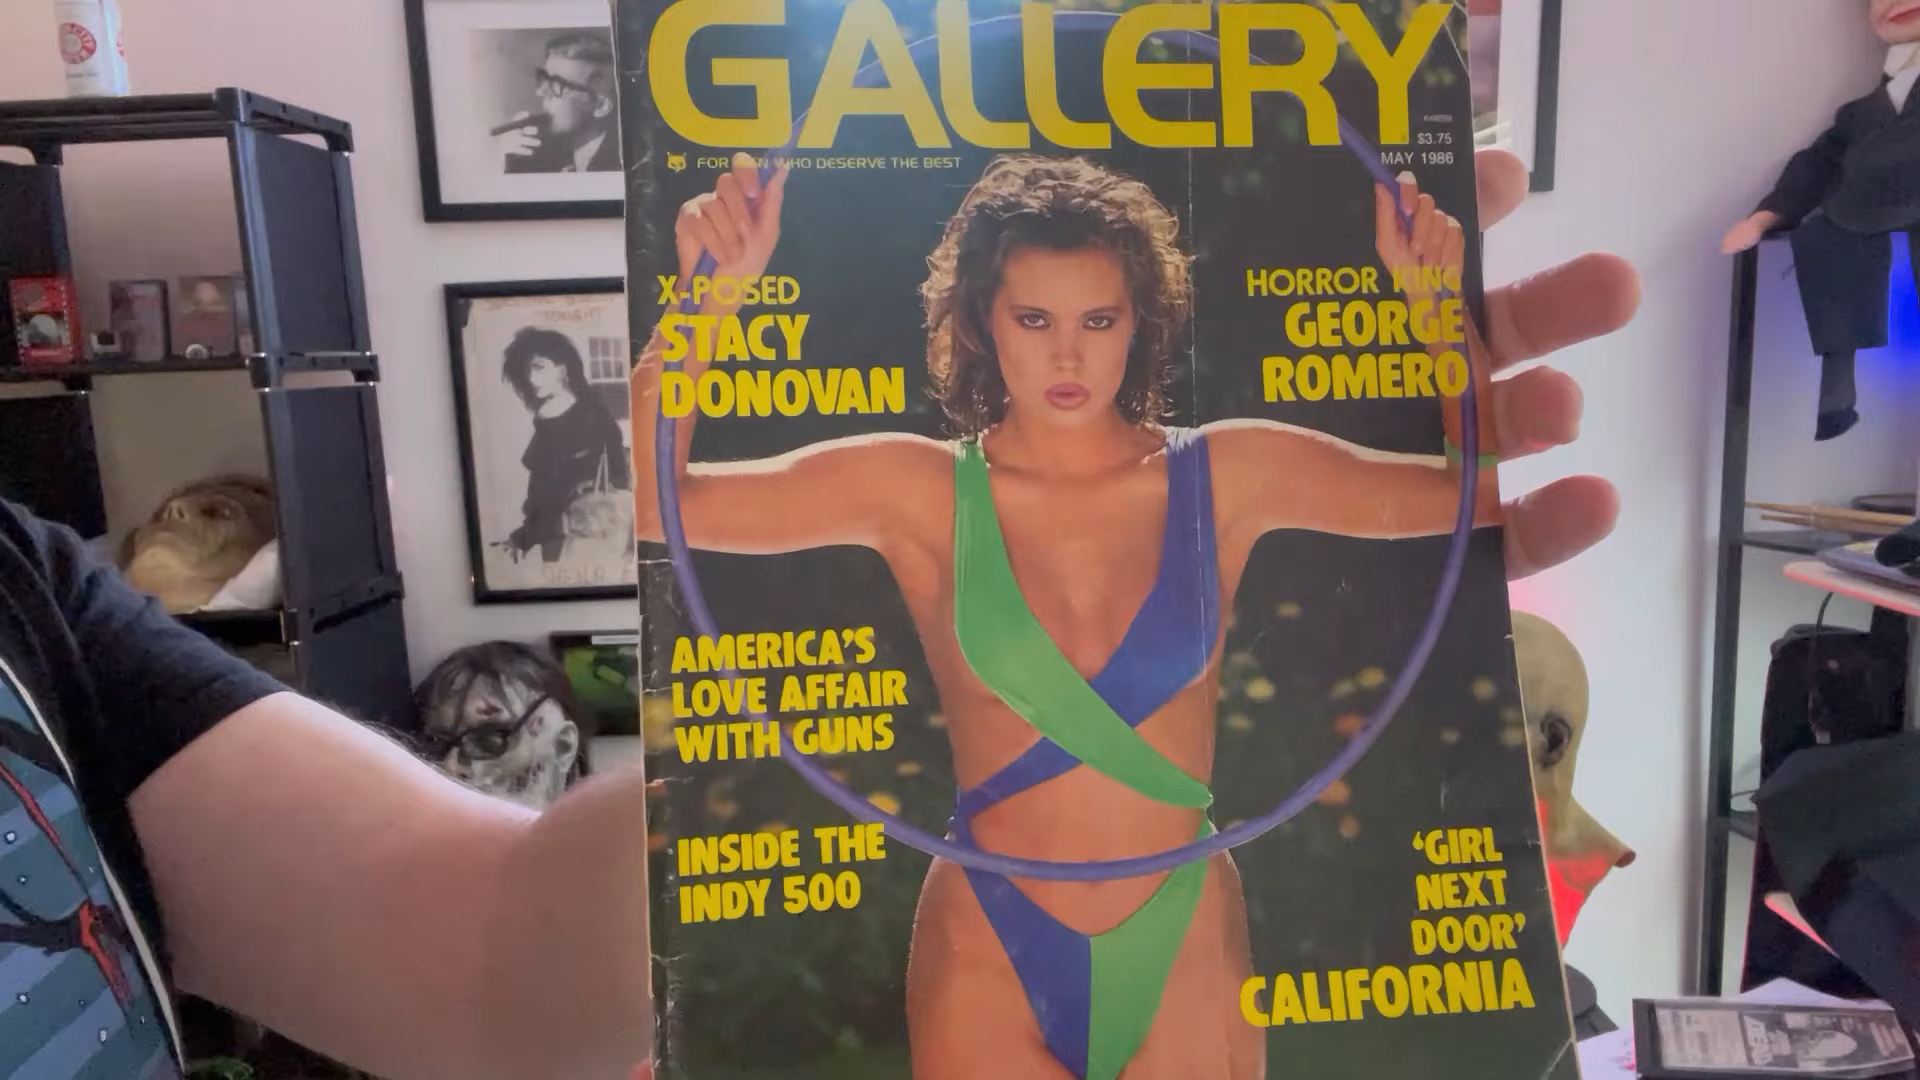 GALLERY
$3.75
MAY 1986
FOR MEN WHO DESERVE THE BEST
X-POSED
STACY
DONOVAN
HORROR KING
GEORGE
ROMERO
AMERICA'S
LOVE AFFAIR
WITH GUNS
INSIDE THE
INDY 500
'GIRL
NEXT
DOOR'
CALIFORNIA